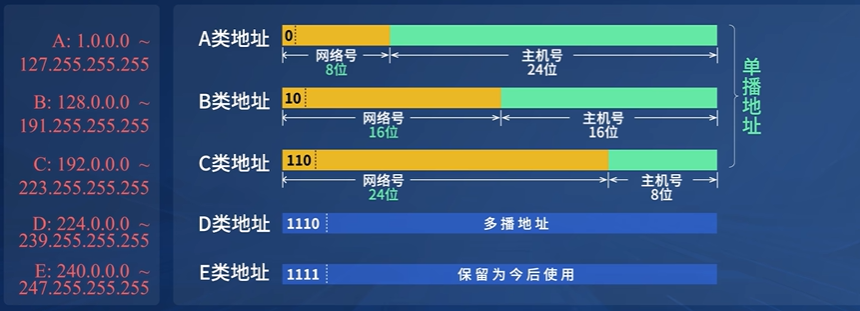 A: 1.0.0.0 ~
127.255.255.255
B: 128.0.0.0 ~
191.255.255.255
C: 192.0.0.0 ~
223.255.255.255
D: 224.0.0.0 ~
239.255.255.255
E: 240.0.0.0 ~
247.255.255.255
A类地址 0
网络号 主机号
8位 24位
B类地址 10
网络号 主机号
16位 16位
C类地址 110
网络号 主机号
24位 8位
D类地址 1110 多播地址
E类地址 1111 保留为今后使用
单播地址